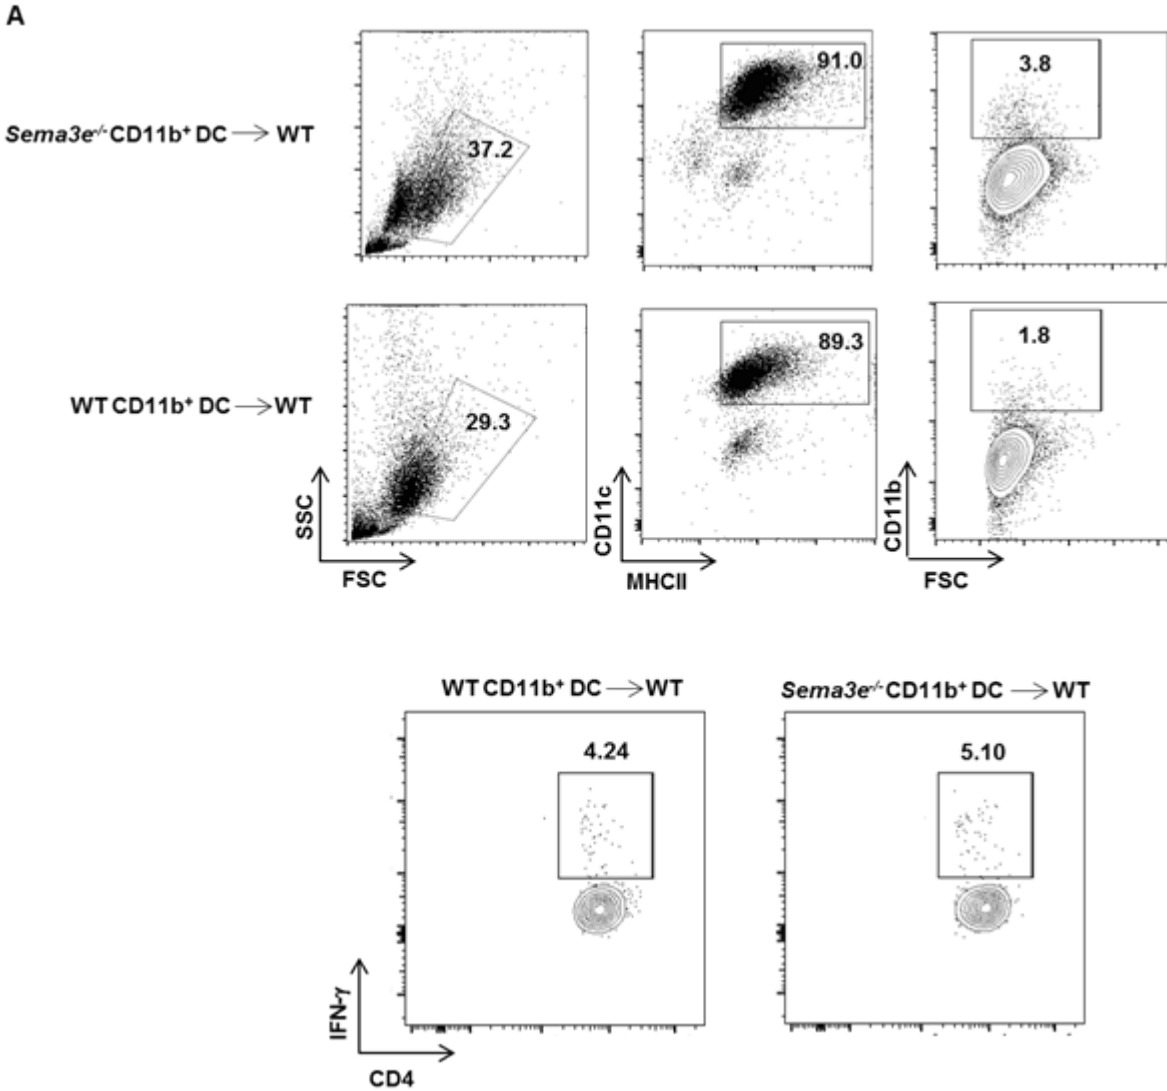 A
Sema3e-/- CD11b+ DC → WT
37.2
91.0
3.8
WT CD11b+ DC → WT
29.3
89.3
1.8
SSC
FSC
CD11c
MHCII
CD11b
FSC
WT CD11b+ DC → WT
Sema3e-/- CD11b+ DC → WT
4.24
5.10
IFN-γ
CD4